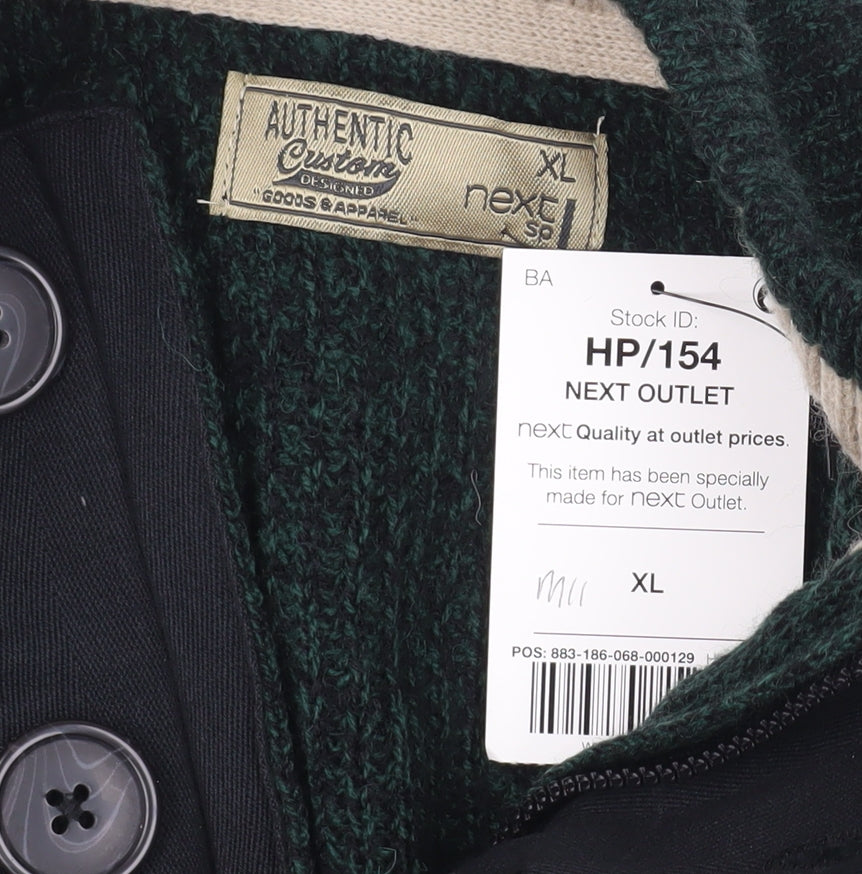 AUTHENTIC
Custom
DESIGNED
"GOODS & APPAREL"
XL
next
BA
Stock ID:
HP/154
NEXT OUTLET
next Quality at outlet prices.
This item has been specially
made for next Outlet.
XL
POS: 883-186-068-000129